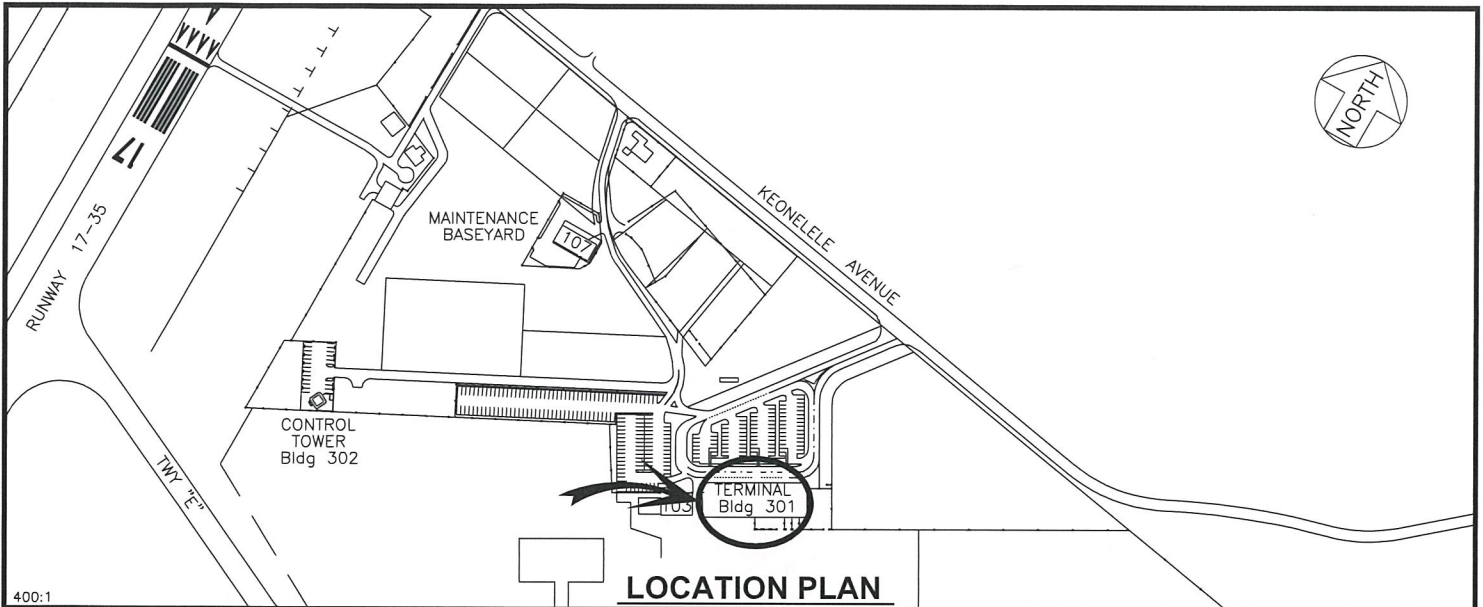 17
RUNWAY 17-35
NORTH
KEONELELE AVENUE
MAINTENANCE
BASEYARD
107
CONTROL
TOWER
Bldg 302
TWY "E"
103
TERMINAL
Bldg 301
LOCATION PLAN
400:1